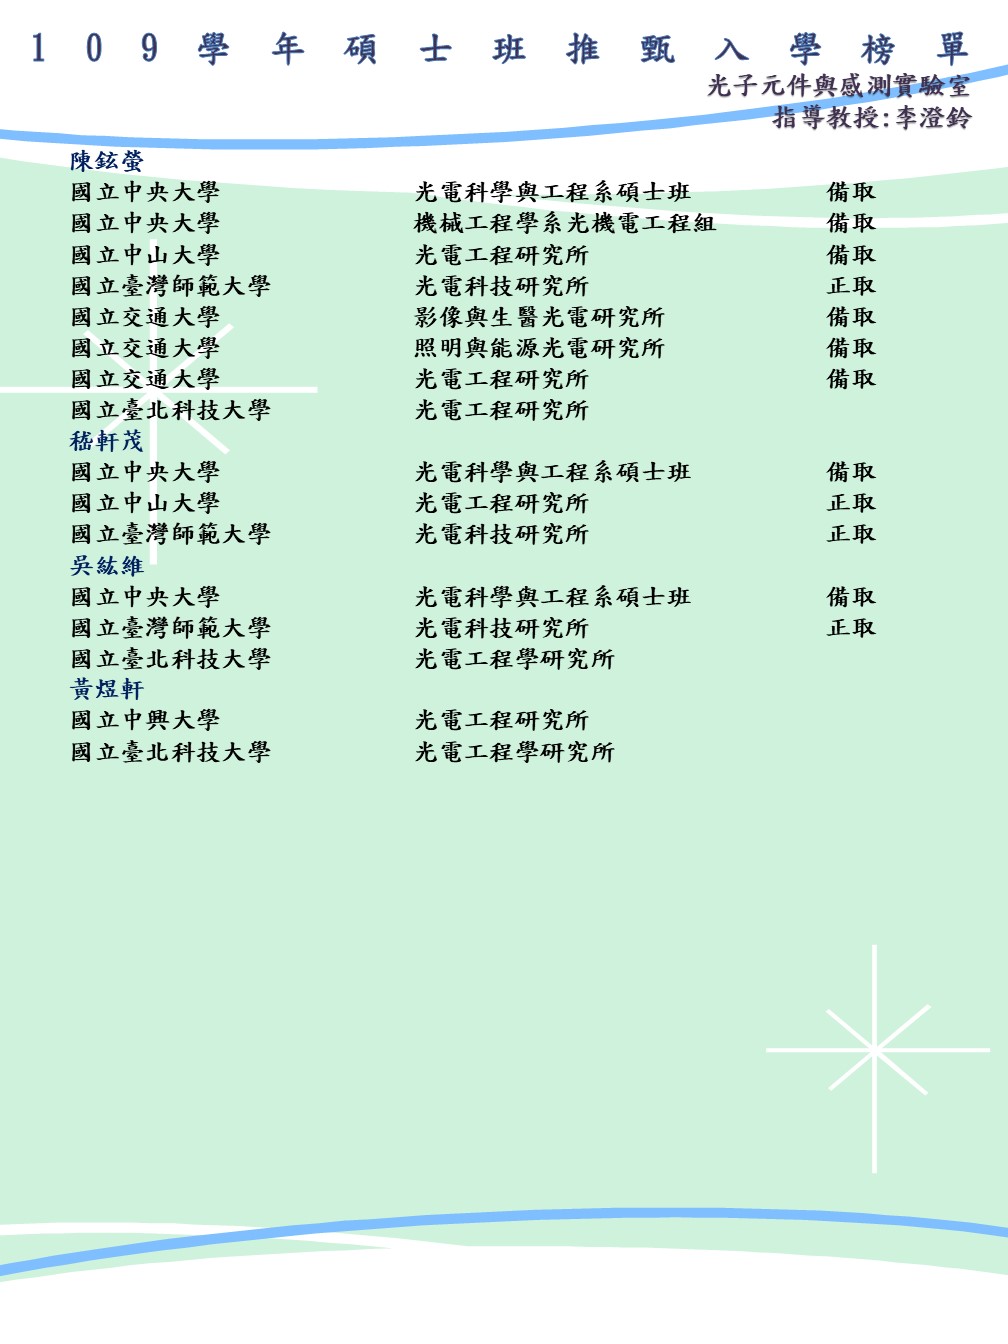 109學年碩士班推甄入學榜單
光子元件與感測實驗室
指導教授:李澄鈴
陳鉉螢
國立中央大學 光電科學與工程系碩士班 備取
國立中央大學 機械工程學系光機電工程組 備取
國立中山大學 光電工程研究所 備取
國立臺灣師範大學 光電科技研究所 正取
國立交通大學 影像與生醫光電研究所 備取
國立交通大學 照明與能源光電研究所 備取
國立交通大學 光電工程研究所 備取
國立臺北科技大學 光電工程研究所
嵇軒茂
國立中央大學 光電科學與工程系碩士班 備取
國立中山大學 光電工程研究所 正取
國立臺灣師範大學 光電科技研究所 正取
吳紘維
國立中央大學 光電科學與工程系碩士班 備取
國立臺灣師範大學 光電科技研究所 正取
國立臺北科技大學 光電工程學研究所
黃煜軒
國立中興大學 光電工程研究所
國立臺北科技大學 光電工程學研究所